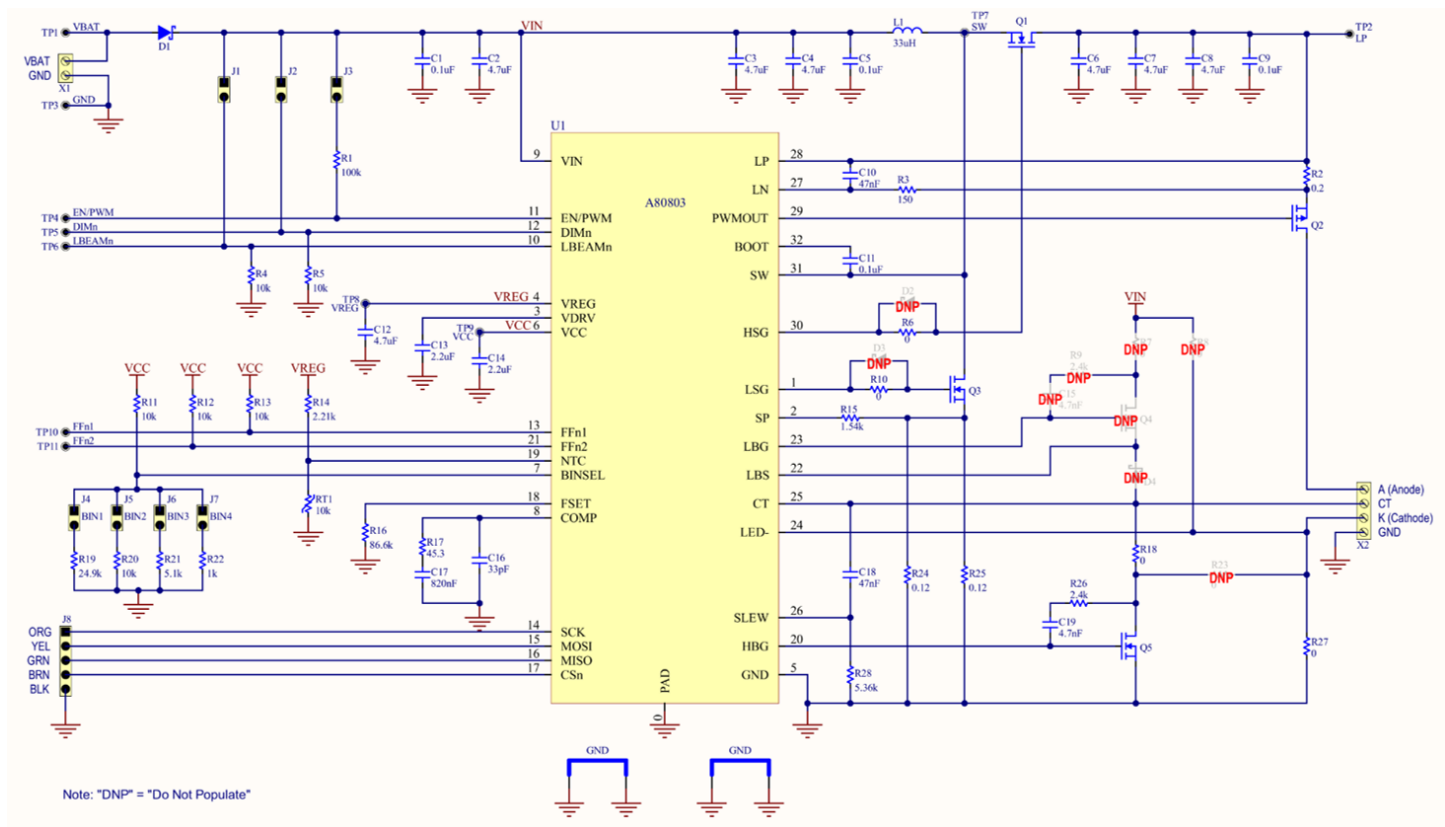 TP1 VBAT
D1
VIN
L1
33uH
TP7
SW
Q1
TP2
LP
VBAT
GND
X1
TP3 GND
J1
J2
J3
C1
0.1uF
C2
4.7uF
C3
4.7uF
C4
4.7uF
C5
0.1uF
C6
4.7uF
C7
4.7uF
C8
4.7uF
C9
0.1uF
R1
100k
U1
A80803
9 VIN
11 EN/PWM
12 DIMn
10 LBEAMn
4 VREG
3 VDRV
6 VCC
13 FFn1
21 FFn2
19 NTC
7 BINSEL
18 FSET
8 COMP
14 SCK
15 MOSI
16 MISO
17 CSn
PAD
0
LP 28
LN 27
PWMOUT 29
BOOT 32
SW 31
HSG 30
LSG 1
SP 2
LBG 23
LBS 22
CT 25
LED- 24
SLEW 26
HBG 20
GND 5
TP4 EN/PWM
TP5 DIMn
TP6 LBEAMn
R4
10k
R5
10k
TP8
VREG
VREG
C12
4.7uF
C13
2.2uF
TP9
VCC
VCC
C14
2.2uF
VCC
VCC
VCC
VREG
R11
10k
R12
10k
R13
10k
R14
2.21k
TP10 FFn1
TP11 FFn2
J4
BIN1
J5
BIN2
J6
BIN3
J7
BIN4
R19
24.9k
R20
10k
R21
5.1k
R22
1k
RT1
10k
R16
86.6k
R17
45.3
C17
820nF
C16
33pF
J8
ORG
YEL
GRN
BRN
BLK
C10
47nF
R3
150
R2
0.2
Q2
C11
0.1uF
D2
DNP
R6
0
D3
DNP
R10
0
Q3
R15
1.54k
VIN
DNP
R7
DNP
R8
R9
2.4k
DNP
C15
4.7nF
DNP
DNP
Q4
DNP
D4
A (Anode)
CT
K (Cathode)
GND
X2
R18
0
R23
DNP
C18
47nF
R24
0.12
R25
0.12
R26
2.4k
C19
4.7nF
Q5
R27
0
R28
5.36k
GND
GND
Note: "DNP" = "Do Not Populate"